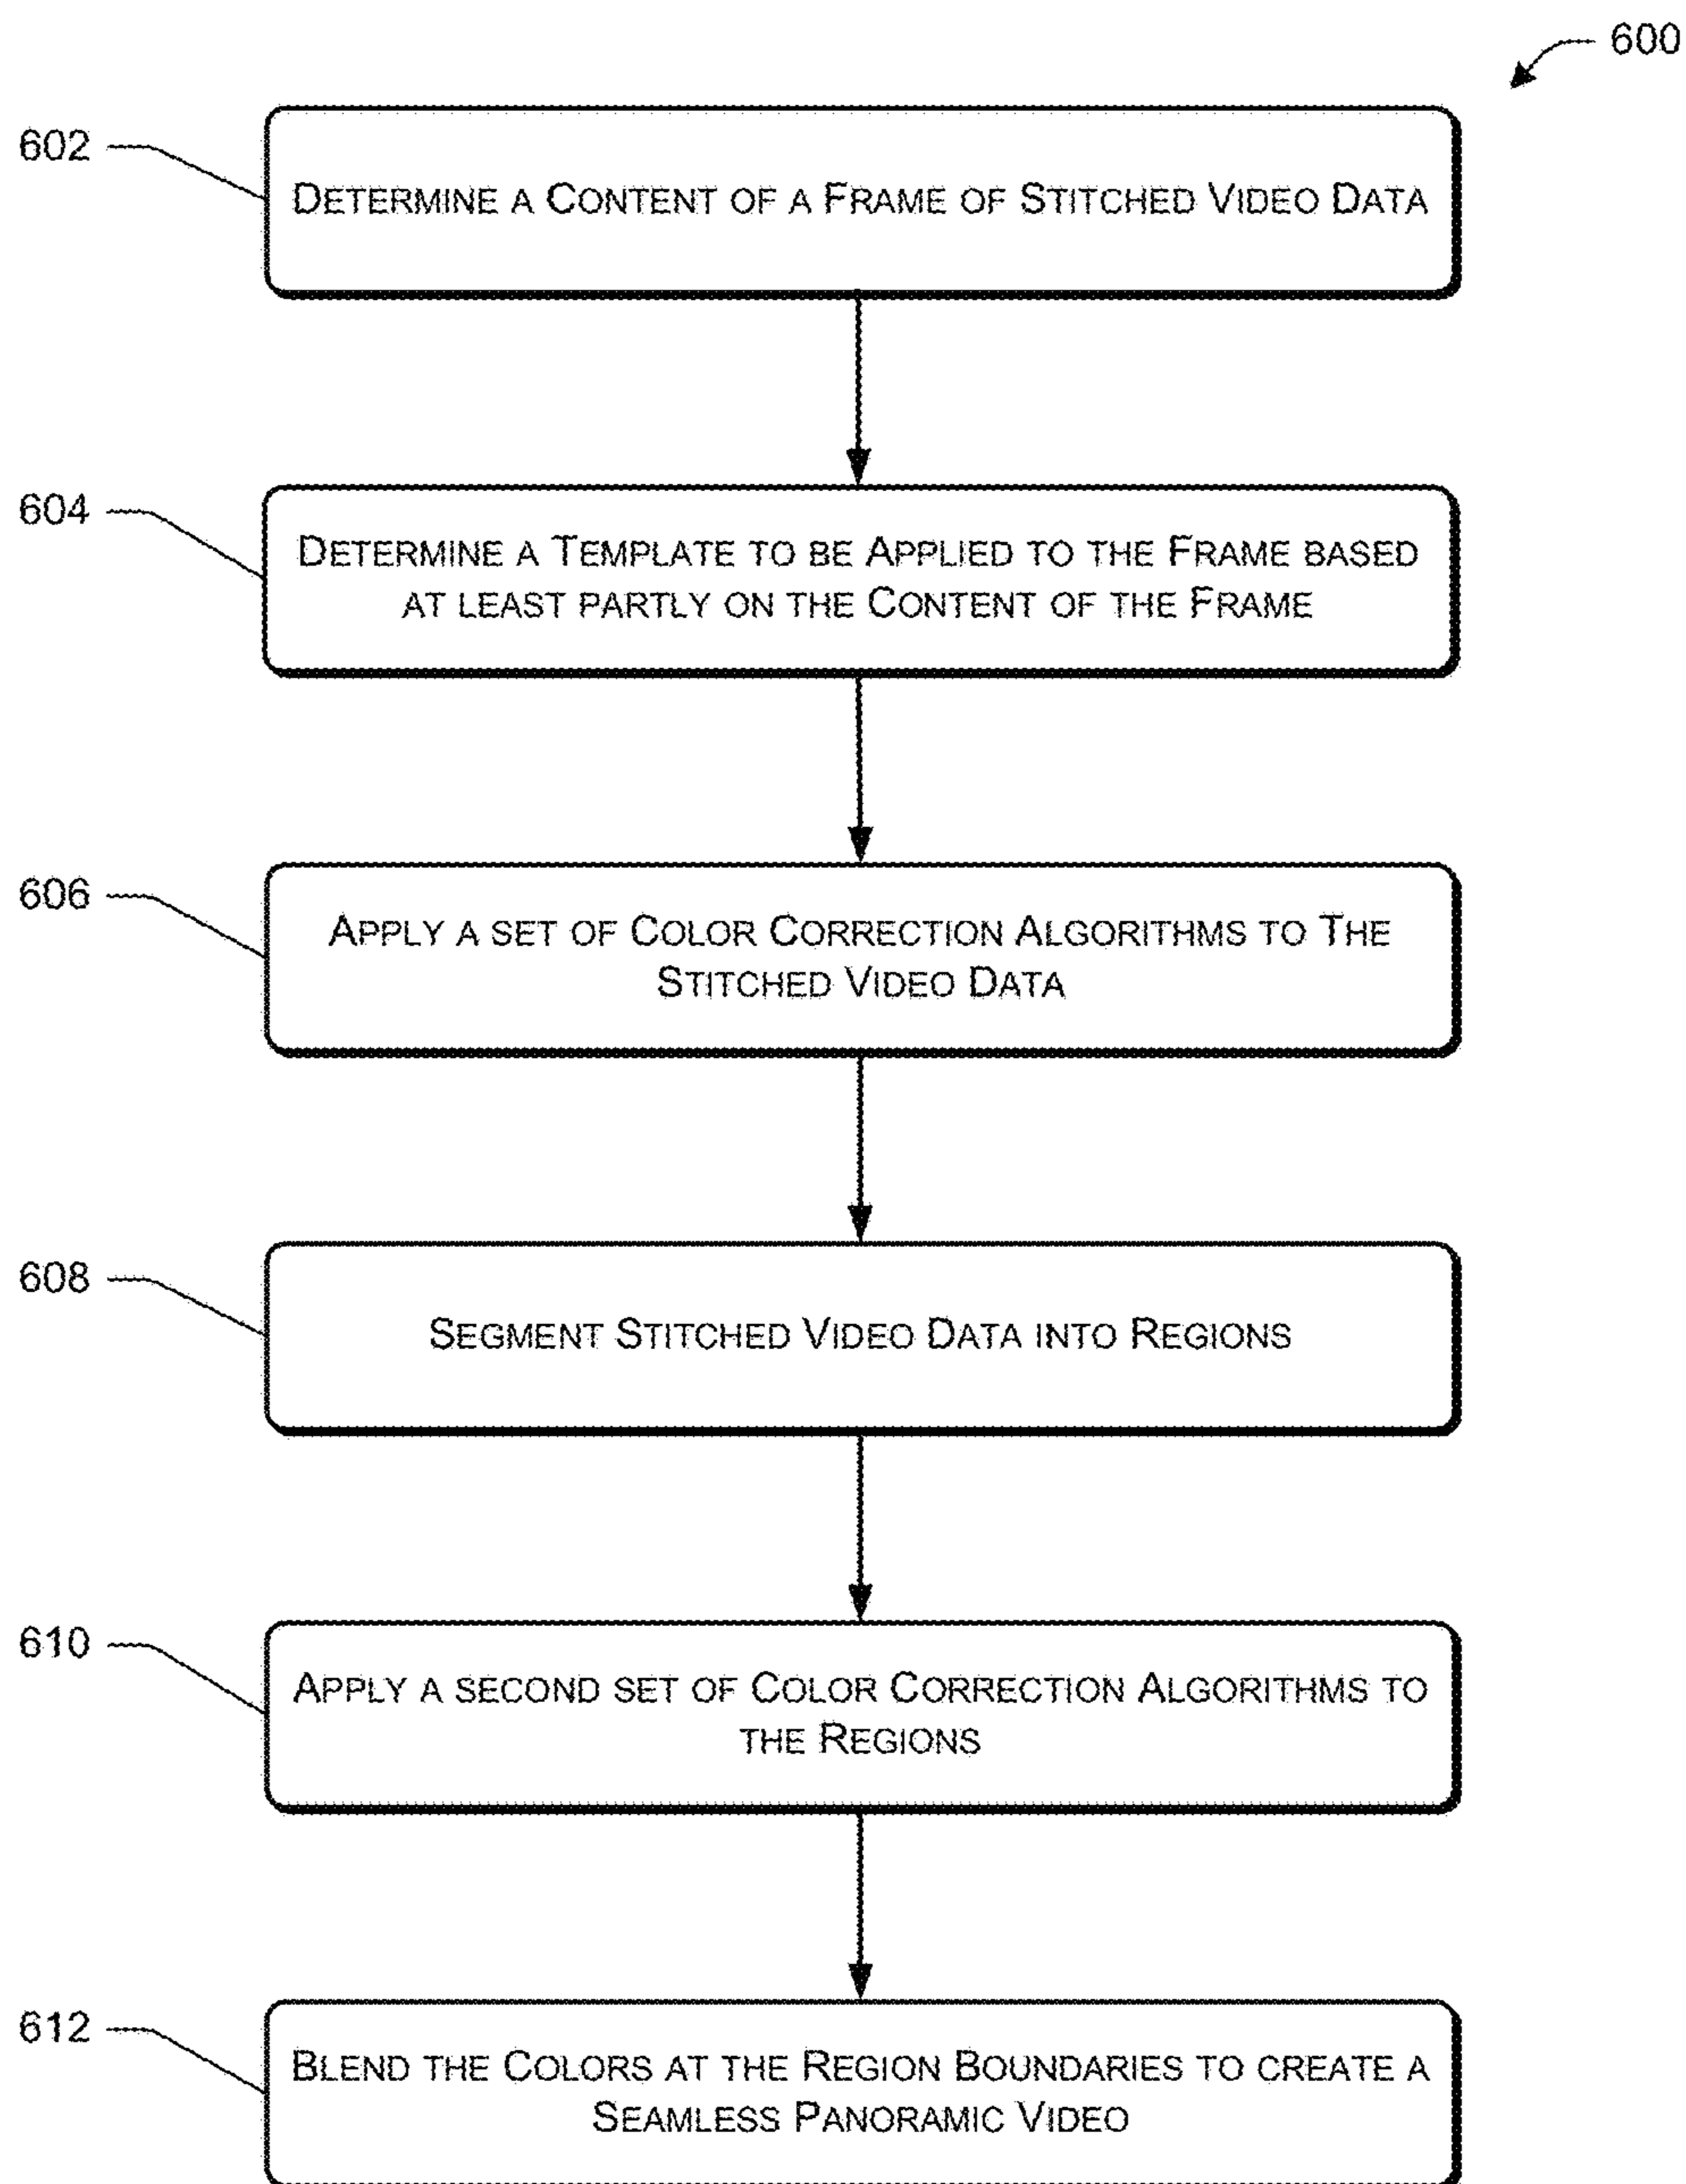 600
602
DETERMINE A CONTENT OF A FRAME OF STITCHED VIDEO DATA
604
DETERMINE A TEMPLATE TO BE APPLIED TO THE FRAME BASED
AT LEAST PARTLY ON THE CONTENT OF THE FRAME
606
APPLY A SET OF COLOR CORRECTION ALGORITHMS TO THE
STITCHED VIDEO DATA
608
SEGMENT STITCHED VIDEO DATA INTO REGIONS
610
APPLY A SECOND SET OF COLOR CORRECTION ALGORITHMS TO
THE REGIONS
612
BLEND THE COLORS AT THE REGION BOUNDARIES TO CREATE A
SEAMLESS PANORAMIC VIDEO